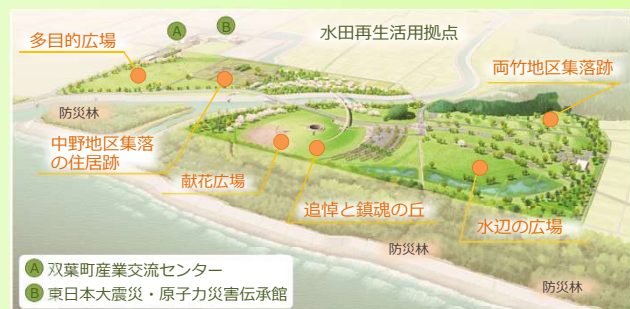 A
B
水田再生活用拠点
多目的広場
両竹地区集落跡
防災林
中野地区集落
の住居跡
献花広場
追悼と鎮魂の丘
水辺の広場
防災林
防災林
A 双葉町産業交流センター
B 東日本大震災・原子力災害伝承館